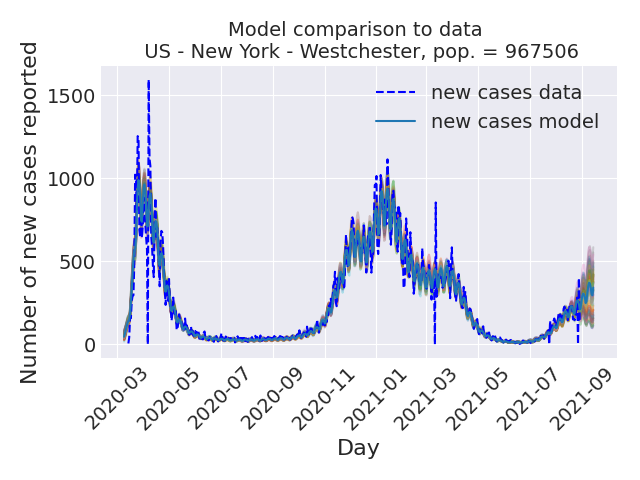 Model comparison to data
US - New York - Westchester, pop. = 967506
Number of new cases reported
1500
1000
500
0
new cases data
new cases model
2020-03
2020-05
2020-07
2020-09
2020-11
2021-01
2021-03
2021-05
2021-07
2021-09
Day